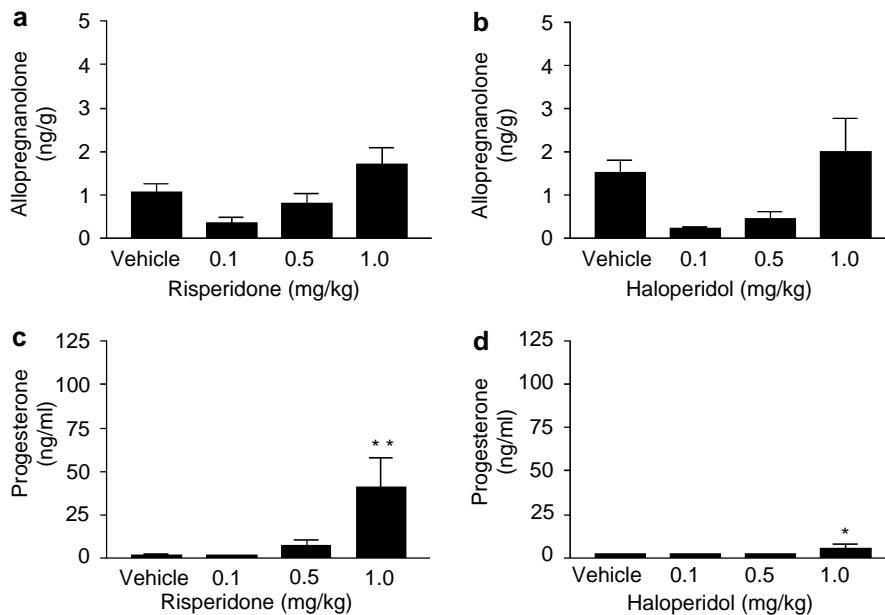 a
5
4
3
2
1
0
Allopregnanolone
(ng/g)
Vehicle 0.1 0.5 1.0
Risperidone (mg/kg)
b
5
4
3
2
1
0
Allopregnanolone
(ng/g)
Vehicle 0.1 0.5 1.0
Haloperidol (mg/kg)
c
125
100
75
50
25
0
Progesterone
(ng/ml)
* *
Vehicle 0.1 0.5 1.0
Risperidone (mg/kg)
d
125
100
75
50
25
0
Progesterone
(ng/ml)
*
Vehicle 0.1 0.5 1.0
Haloperidol (mg/kg)